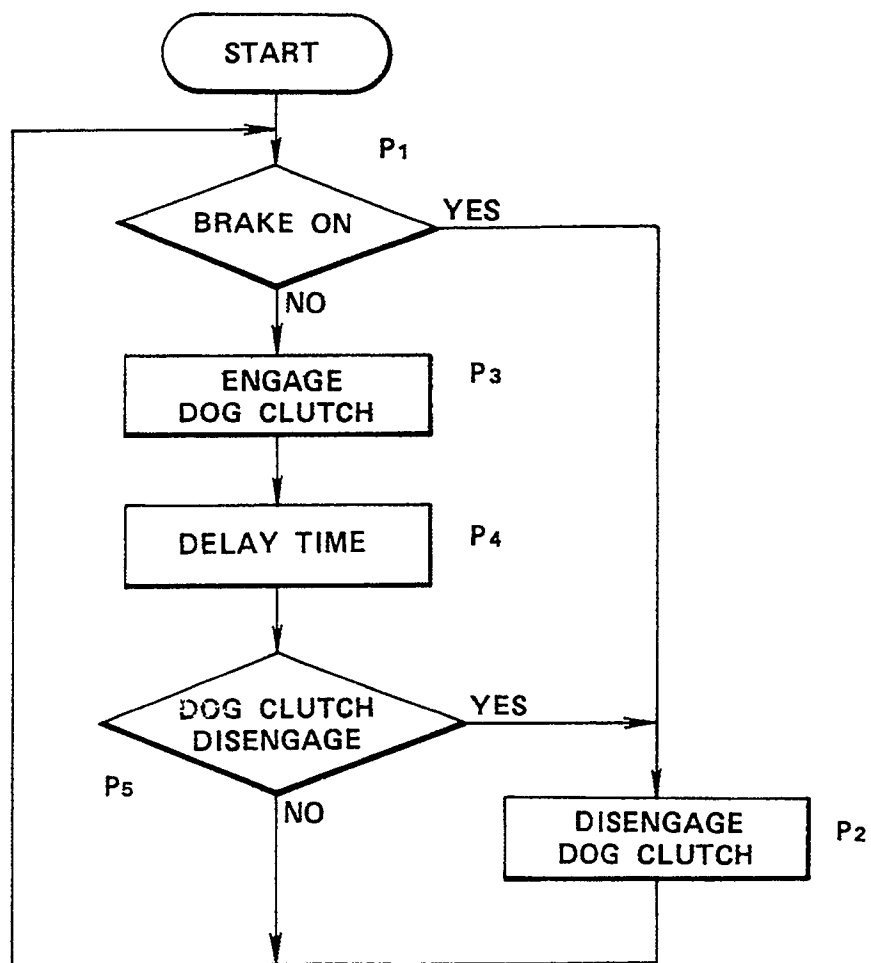 START
P1
BRAKE ON
YES
NO
ENGAGE
DOG CLUTCH
P3
DELAY TIME
P4
DOG CLUTCH
DISENGAGE
YES
P5
NO
DISENGAGE
DOG CLUTCH
P2